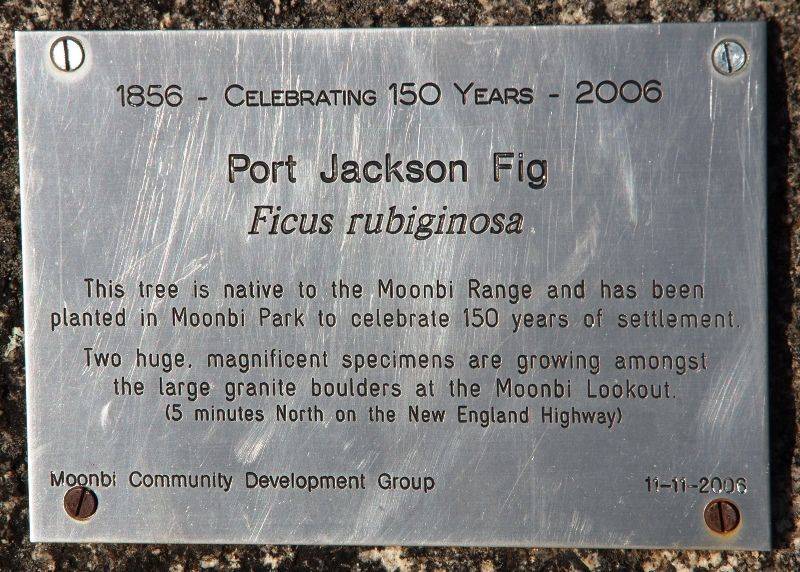 1856 - Celebrating 150 Years - 2006
Port Jackson Fig
Ficus rubiginosa
This tree is native to the Moonbi Range and has been
planted in Moonbi Park to celebrate 150 years of settlement.
Two huge, magnificent specimens are growing amongst
the large granite boulders at the Moonbi Lookout.
(5 minutes North on the New England Highway)
Moonbi Community Development Group 11-11-2006